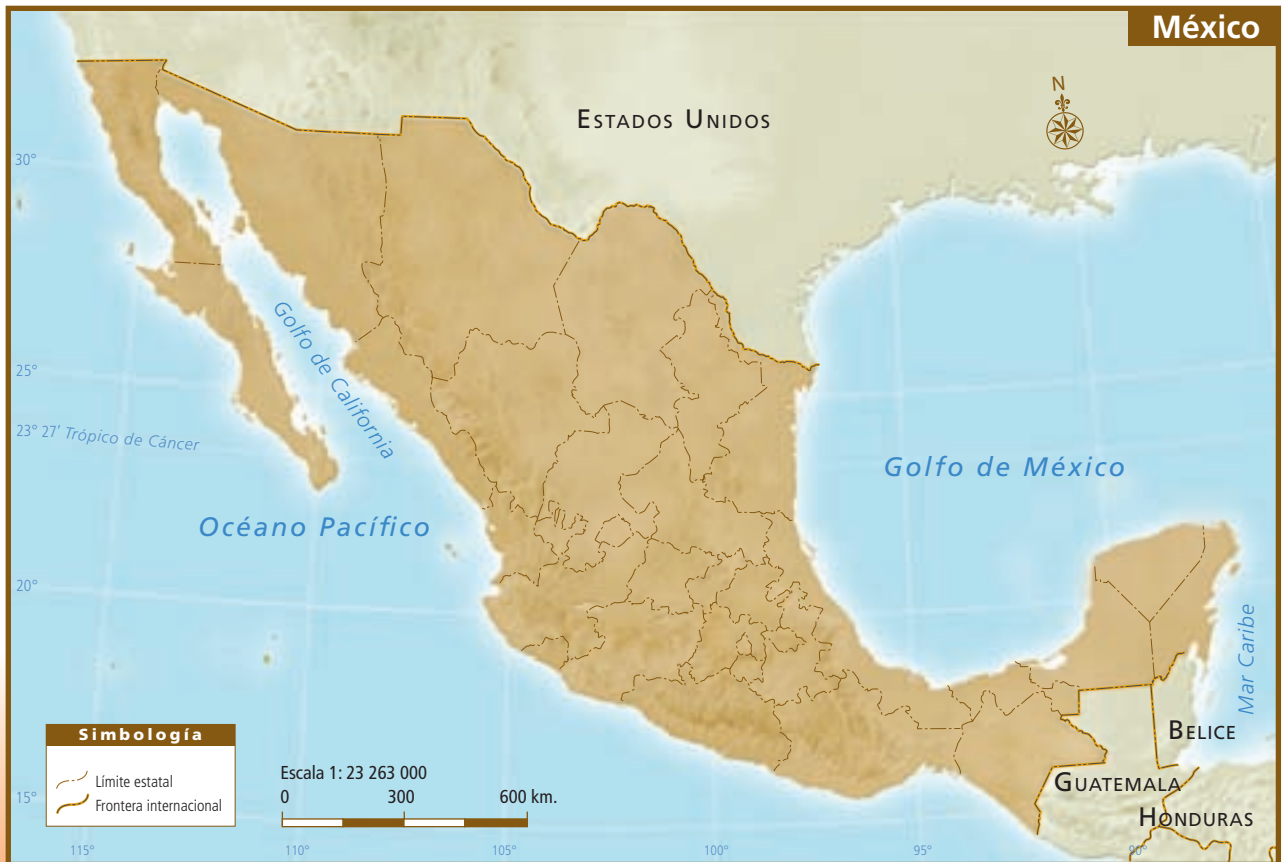 México
N
ESTADOS UNIDOS
30°
Golfo de California
25°
23° 27' Trópico de Cáncer
Golfo de México
Océano Pacífico
20°
Mar Caribe
BELICE
Simbología
Límite estatal
Frontera internacional
Escala 1: 23 263 000
0 300 600 km.
GUATEMALA
15°
HONDURAS
115° 110° 105° 100° 95° 90°